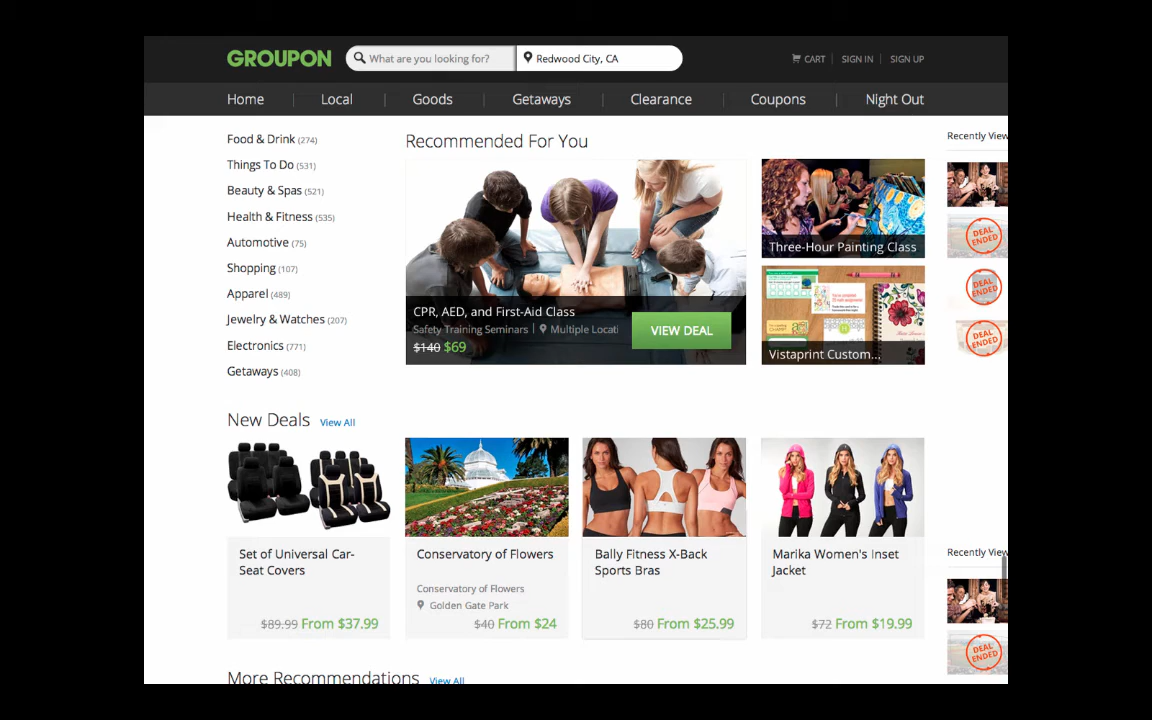 GROUPON
What are you looking for?
Redwood City, CA
CART
SIGN IN
SIGN UP
Home
Local
Goods
Getaways
Clearance
Coupons
Night Out
Food & Drink (274)
Things To Do (531)
Beauty & Spas (521)
Health & Fitness (535)
Automotive (75)
Shopping (107)
Apparel (489)
Jewelry & Watches (207)
Electronics (771)
Getaways (408)
Recommended For You
CPR, AED, and First-Aid Class
Safety Training Seminars | Multiple Locati
$140 $69
VIEW DEAL
Three-Hour Painting Class
Vistaprint Custom...
Recently View
DEAL ENDED
DEAL ENDED
DEAL ENDED
New Deals View All
Set of Universal Car-
Seat Covers
$89.99 From $37.99
Conservatory of Flowers
Conservatory of Flowers
Golden Gate Park
$40 From $24
Bally Fitness X-Back
Sports Bras
$80 From $25.99
Marika Women's Inset
Jacket
$72 From $19.99
Recently View
DEAL ENDED
More Recommendations View All